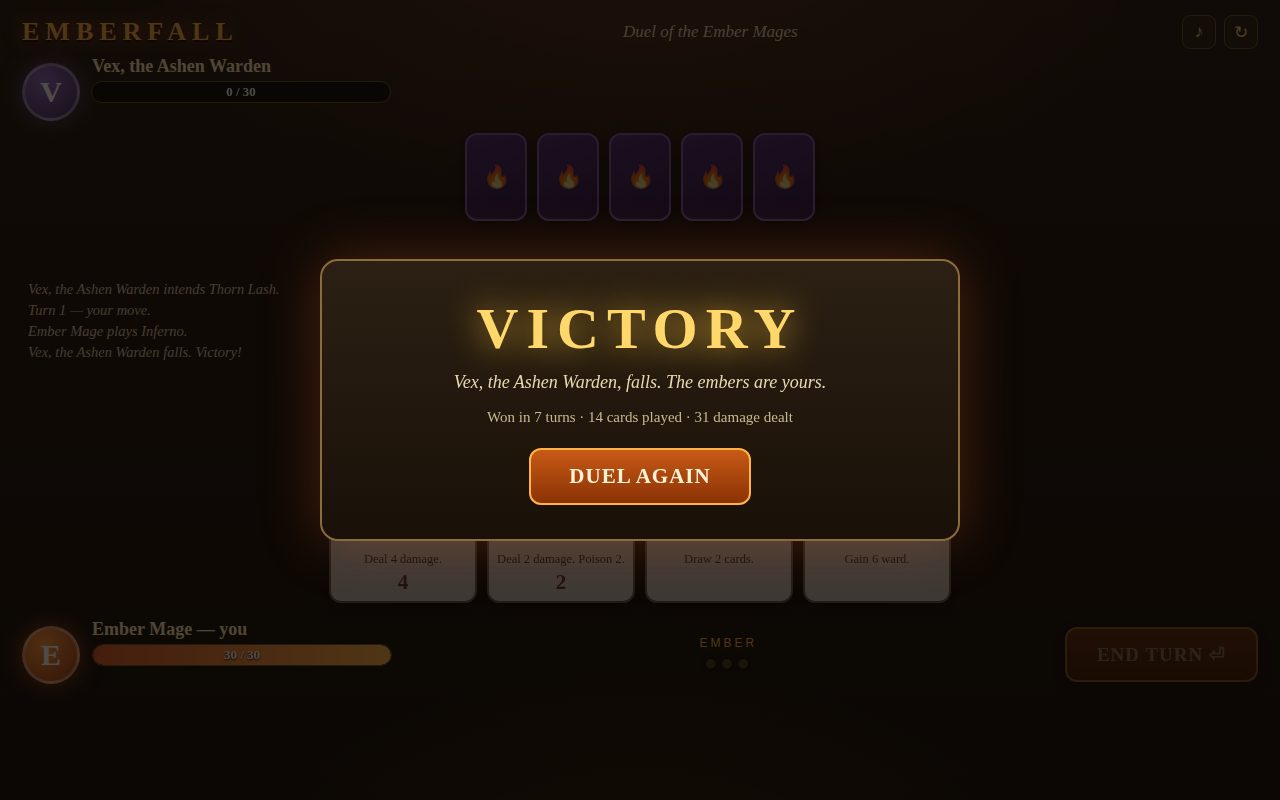 EMBERFALL
Duel of the Ember Mages
♪ ↻
V
Vex, the Ashen Warden
0 / 30
Vex, the Ashen Warden intends Thorn Lash.
Turn 1 — your move.
Ember Mage plays Inferno.
Vex, the Ashen Warden falls. Victory!
VICTORY
Vex, the Ashen Warden, falls. The embers are yours.
Won in 7 turns · 14 cards played · 31 damage dealt
DUEL AGAIN
Deal 4 damage.
4
Deal 2 damage. Poison 2.
2
Draw 2 cards.
Gain 6 ward.
E
Ember Mage — you
30 / 30
EMBER
END TURN ⏎